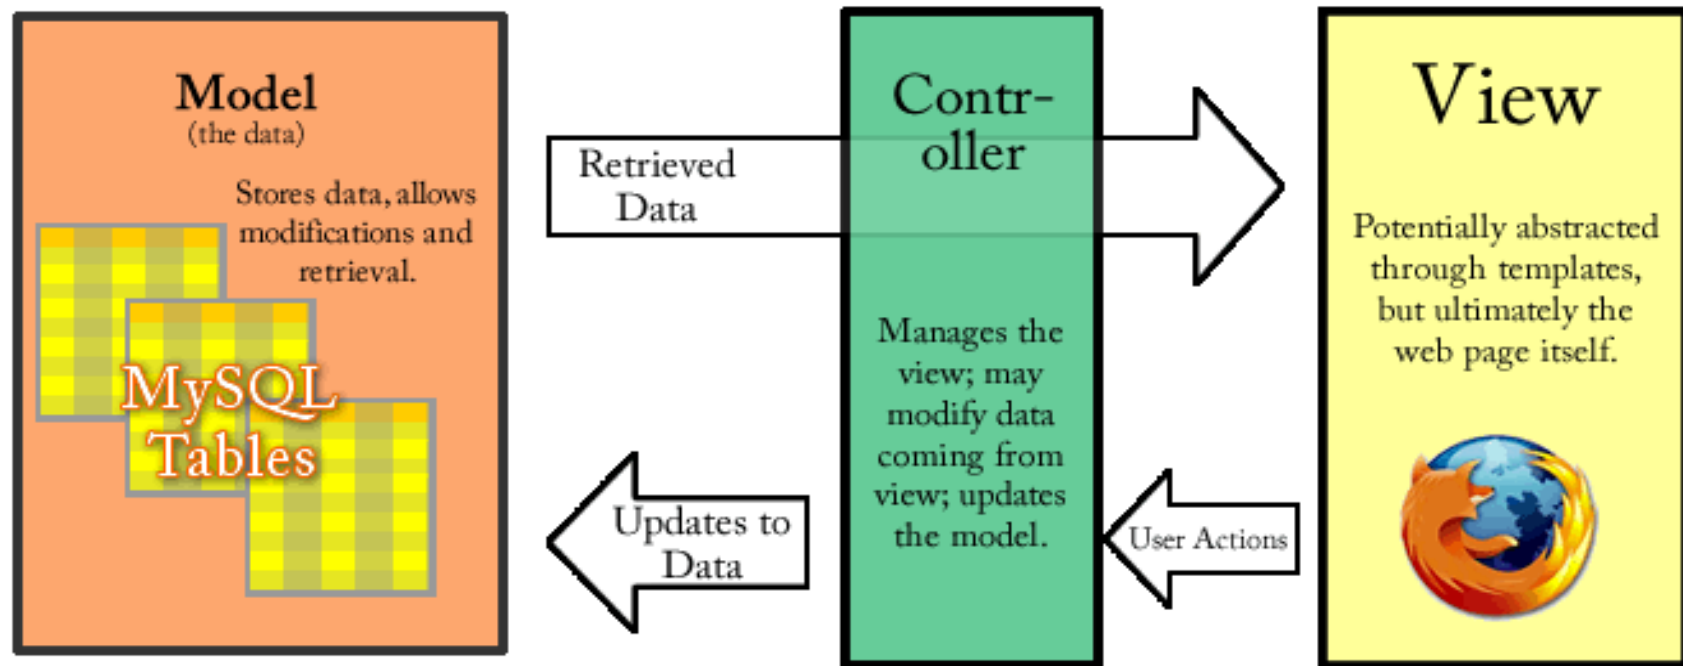 Model
(the data)
Stores data, allows
modifications and
retrieval.
MySQL
Tables
Retrieved
Data
Updates to
Data
Contr-
oller
Manages the
view; may
modify data
coming from
view; updates
the model.
User Actions
View
Potentially abstracted
through templates,
but ultimately the
web page itself.